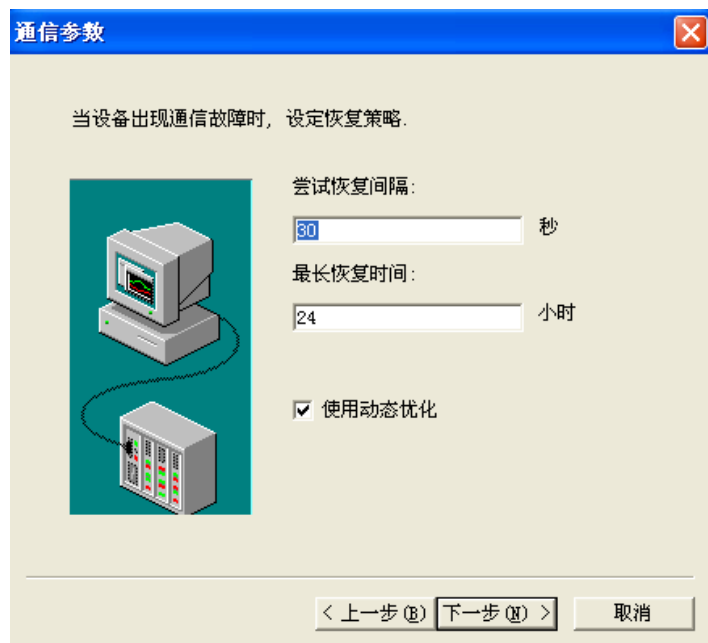 通信参数
当设备出现通信故障时, 设定恢复策略.
尝试恢复间隔:
30 秒
最长恢复时间:
24 小时
使用动态优化
< 上一步(B) 下一步(N) > 取消